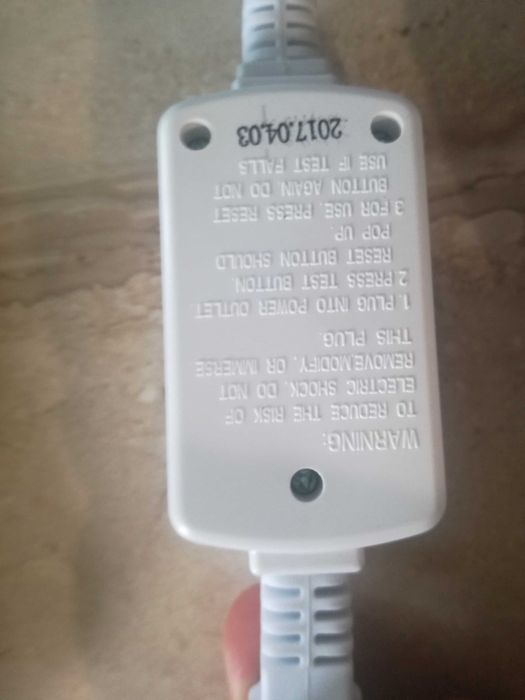 WARNING:
TO REDUCE THE RISK OF
ELECTRIC SHOCK, DO NOT
REMOVE,MODIFY, OR IMMERSE
THIS PLUG.
1. PLUG INTO POWER OUTLET
2.PRESS TEST BUTTON,
RESET BUTTON SHOULD
POP UP.
3 FOR USE, PRESS RESET
BUTTON AGAIN, DO NOT
USE IF TEST FALLS
2017.04.03